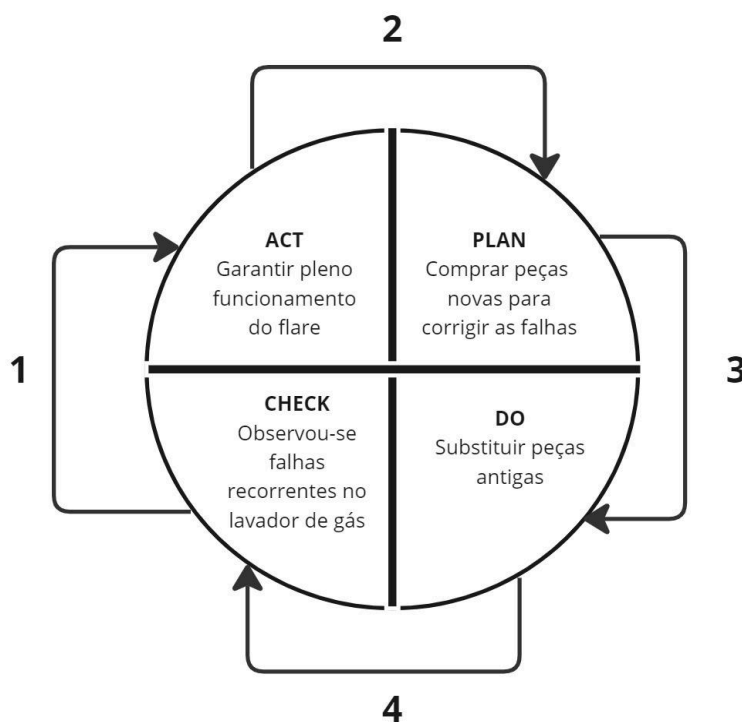 2
ACT
Garantir pleno
funcionamento
do flare
PLAN
Comprar peças
novas para
corrigir as falhas
1
3
CHECK
Observou-se
falhas
recorrentes no
lavador de gás
DO
Substituir peças
antigas
4